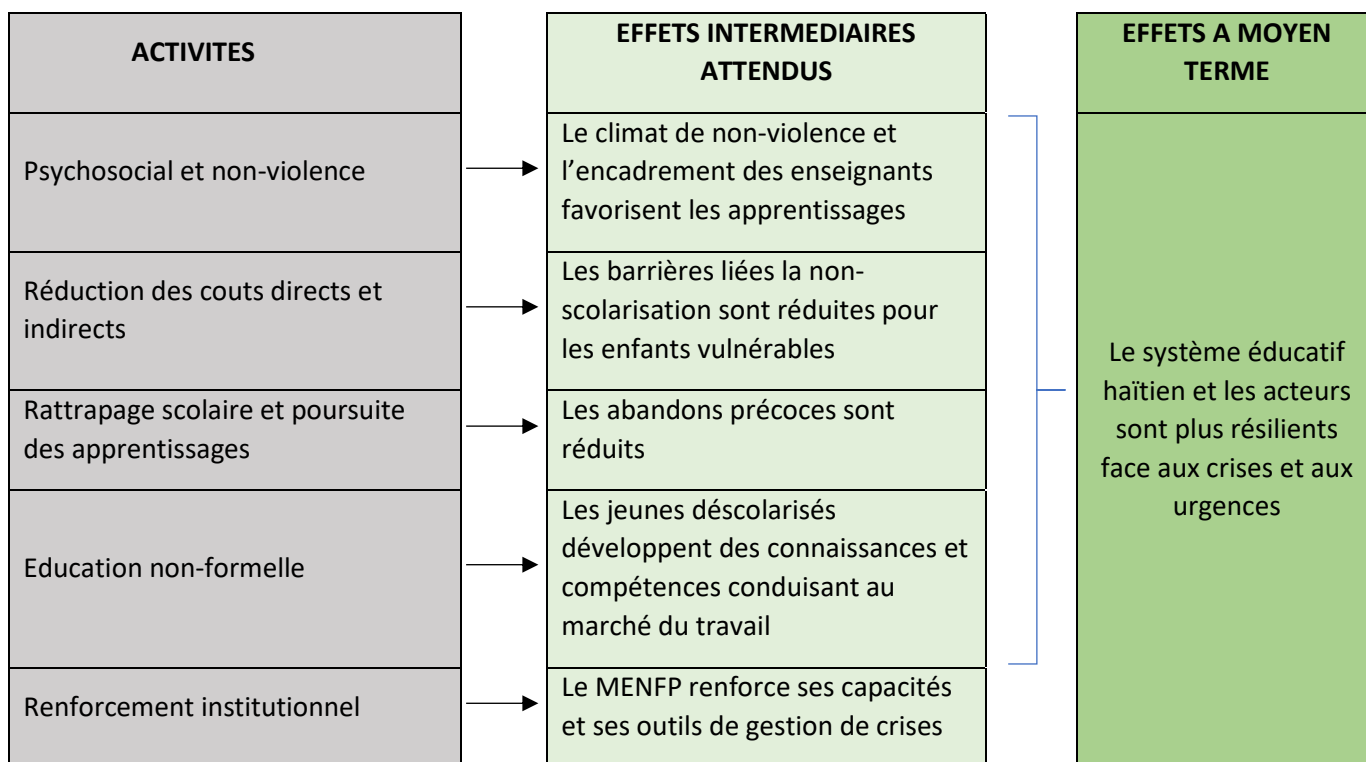 ACTIVITES
EFFETS INTERMEDIAIRES
ATTENDUS
EFFETS A MOYEN
TERME
Psychosocial et non-violence
Le climat de non-violence et
l’encadrement des enseignants
favorisent les apprentissages
Réduction des couts directs et
indirects
Les barrières liées la non-
scolarisation sont réduites pour
les enfants vulnérables
Rattrapage scolaire et poursuite
des apprentissages
Les abandons précoces sont
réduits
Education non-formelle
Les jeunes déscolarisés
développent des connaissances et
compétences conduisant au
marché du travail
Renforcement institutionnel
Le MENFP renforce ses capacités
et ses outils de gestion de crises
Le système éducatif
haïtien et les acteurs
sont plus résilients
face aux crises et aux
urgences